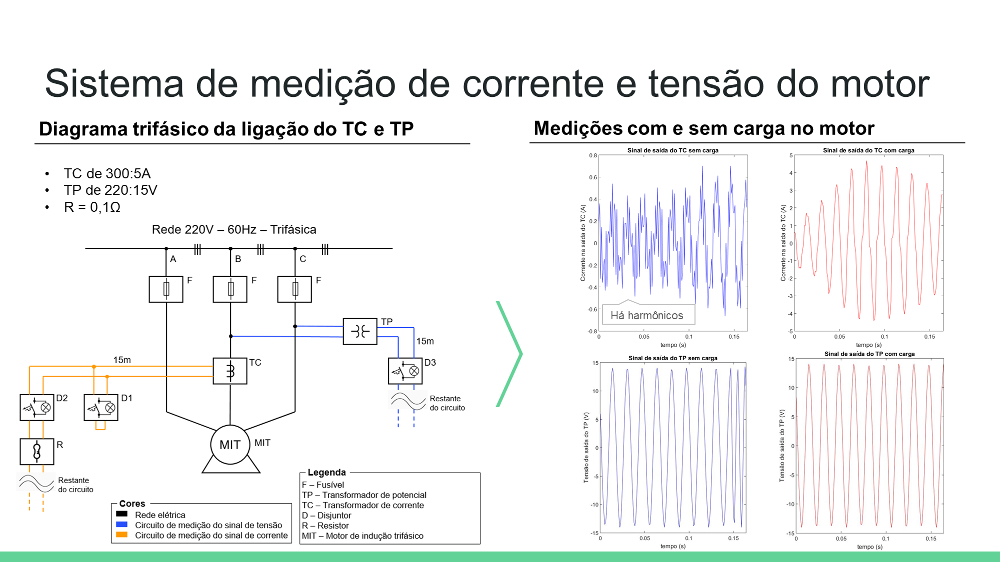 Sistema de medição de corrente e tensão do motor
Diagrama trifásico da ligação do TC e TP
• TC de 300:5A
• TP de 220:15V
• R = 0,1Ω
Rede 220V – 60Hz – Trifásica
A
B
C
F
F
F
TP
15m
D3
Restante
do circuito
15m
TC
D2
D1
R
MIT
MIT
Restante
do circuito
Cores
Rede elétrica
Circuito de medição do sinal de tensão
Circuito de medição do sinal de corrente
Legenda
F – Fusível
TP – Transformador de potencial
TC – Transformador de corrente
D – Disjuntor
R – Resistor
MIT – Motor de indução trifásico
Medições com e sem carga no motor
Sinal de saída do TC sem carga
Corrente na saída do TC (A)
0.8
0.6
0.4
0.2
0
-0.2
-0.4
-0.6
-0.8
Há harmônicos
0 0.05 0.1 0.15
tempo (s)
Sinal de saída do TC com carga
Corrente na saída do TC (A)
5
4
3
2
1
0
-1
-2
-3
-4
-5
0 0.05 0.1 0.15
tempo (s)
Sinal de saída do TP sem carga
Tensão de saída do TP (V)
15
10
5
0
-5
-10
-15
0 0.05 0.1 0.15
tempo (s)
Sinal de saída do TP com carga
Tensão de saída do TP (V)
15
10
5
0
-5
-10
-15
0 0.05 0.1 0.15
tempo (s)